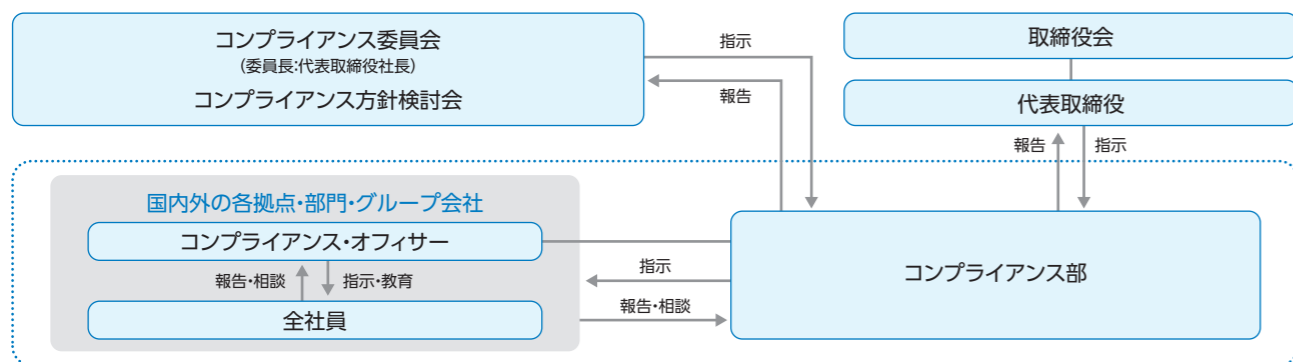 コンプライアンス委員会
(委員長:代表取締役社長)
コンプライアンス方針検討会
指示
報告
取締役会
代表取締役
報告
指示
国内外の各拠点・部門・グループ会社
コンプライアンス・オフィサー
報告・相談
指示・教育
全社員
指示
報告・相談
コンプライアンス部